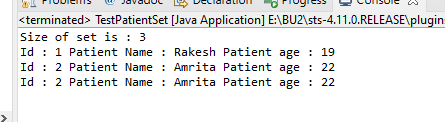 Problems @ Javadoc Declaration Progress Console
<terminated> TestPatientSet [Java Application] E:\BU2\sts-4.11.0.RELEASE\plugin
Size of set is : 3
Id : 1 Patient Name : Rakesh Patient age : 19
Id : 2 Patient Name : Amrita Patient age : 22
Id : 2 Patient Name : Amrita Patient age : 22